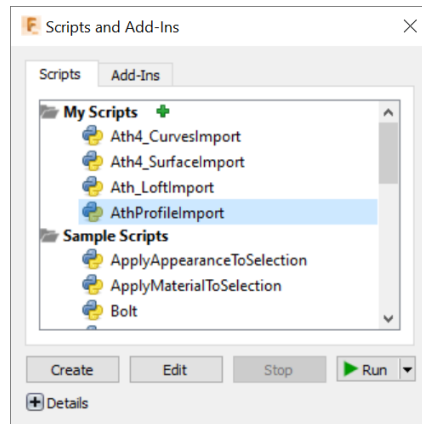 Scripts and Add-Ins
Scripts
Add-Ins
My Scripts
Ath4_CurvesImport
Ath4_SurfaceImport
Ath_LoftImport
AthProfileImport
Sample Scripts
ApplyAppearanceToSelection
ApplyMaterialToSelection
Bolt
Create
Edit
Stop
Run
Details